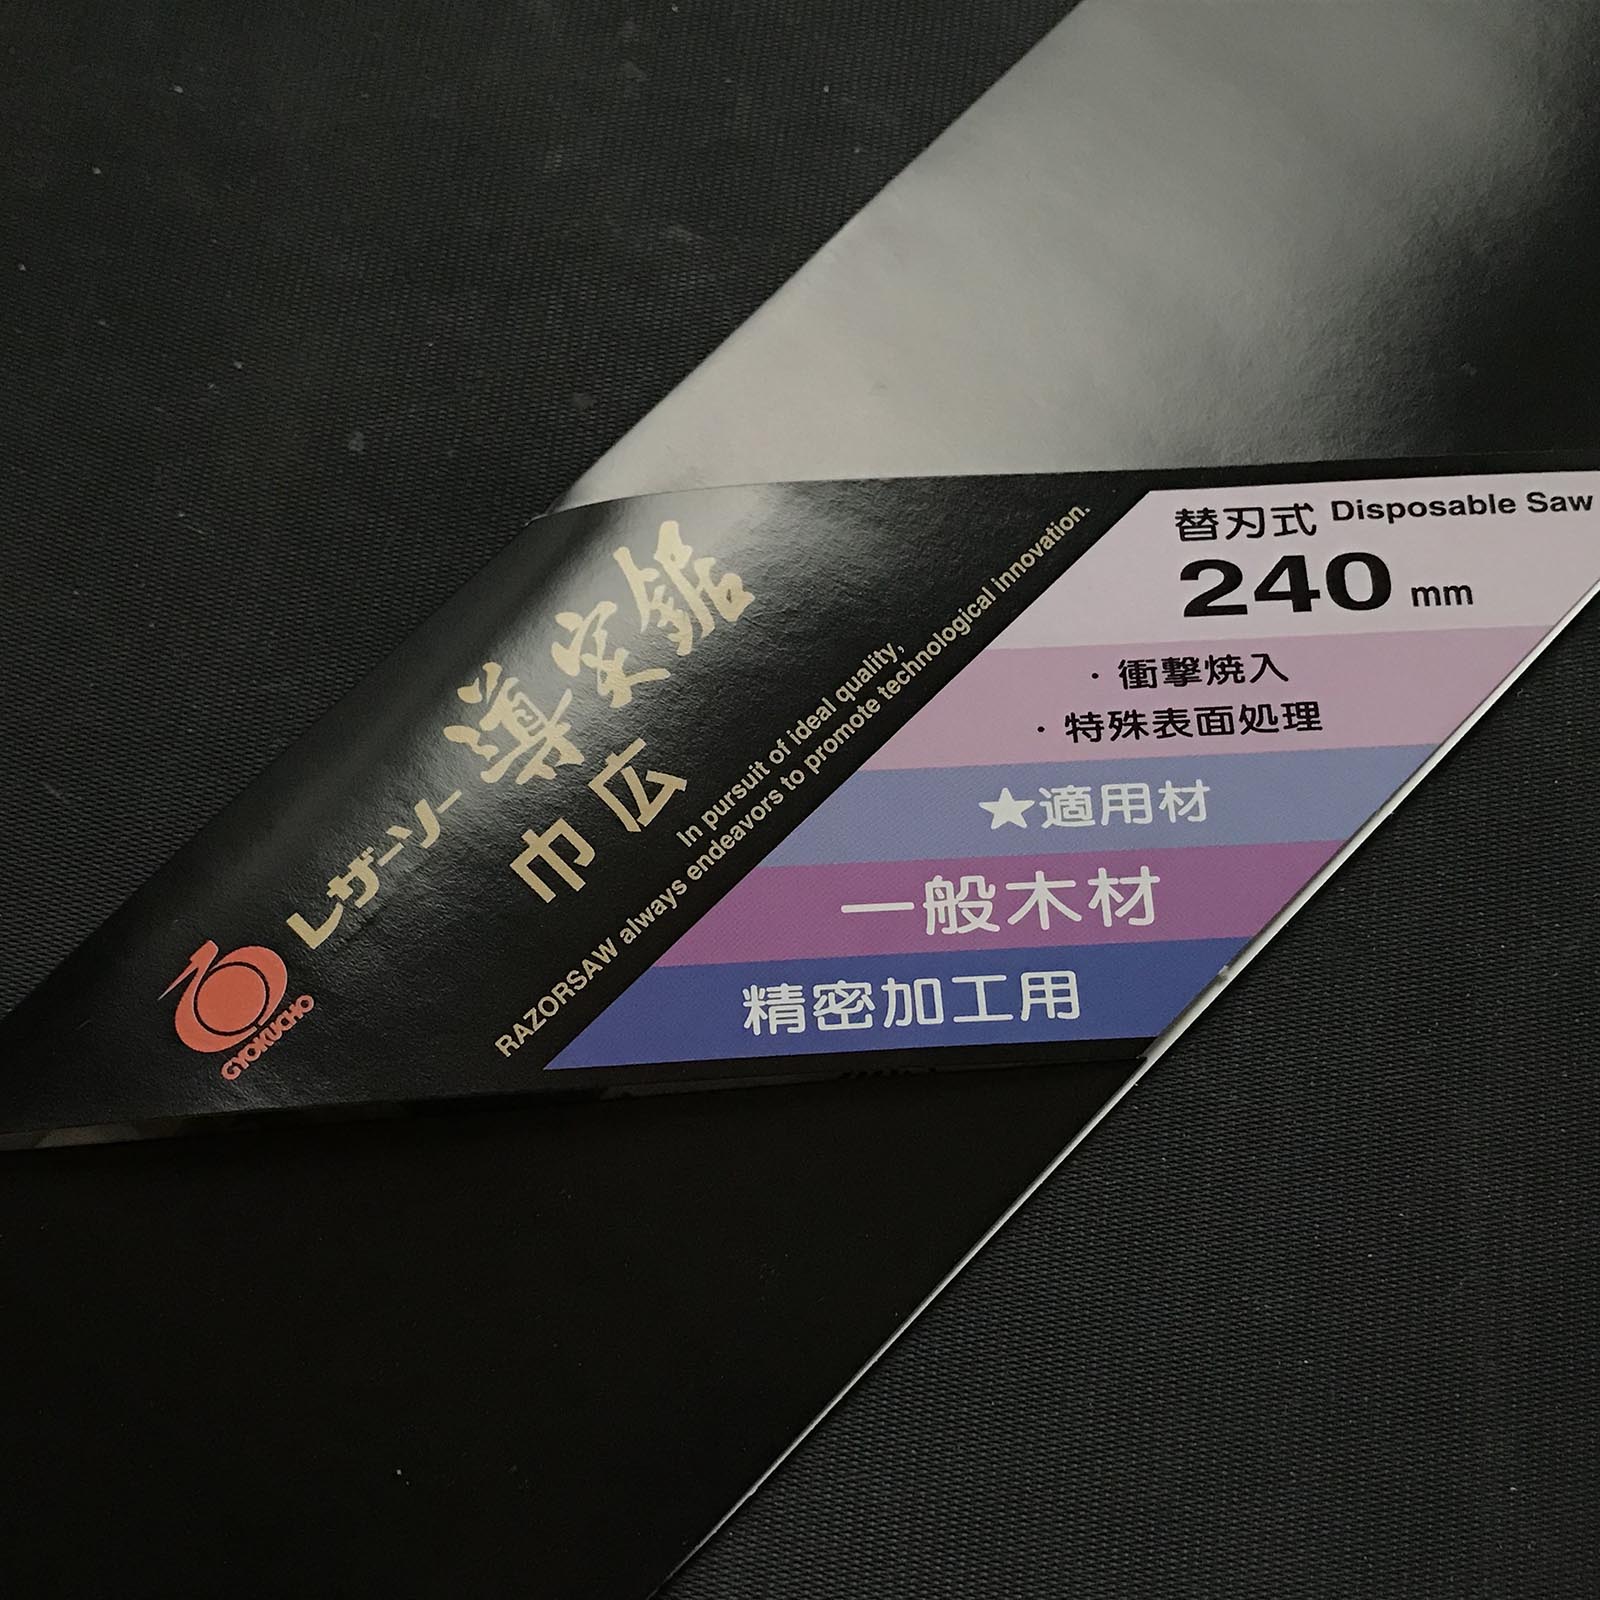 GYOKUCHO
レザーソー 導突鋸
巾広
In pursuit of ideal quality,
RAZORSAW always endeavors to promote technological innovation.
替刃式 Disposable Saw
240 mm
・衝撃焼入
・特殊表面処理
★適用材
一般木材
精密加工用